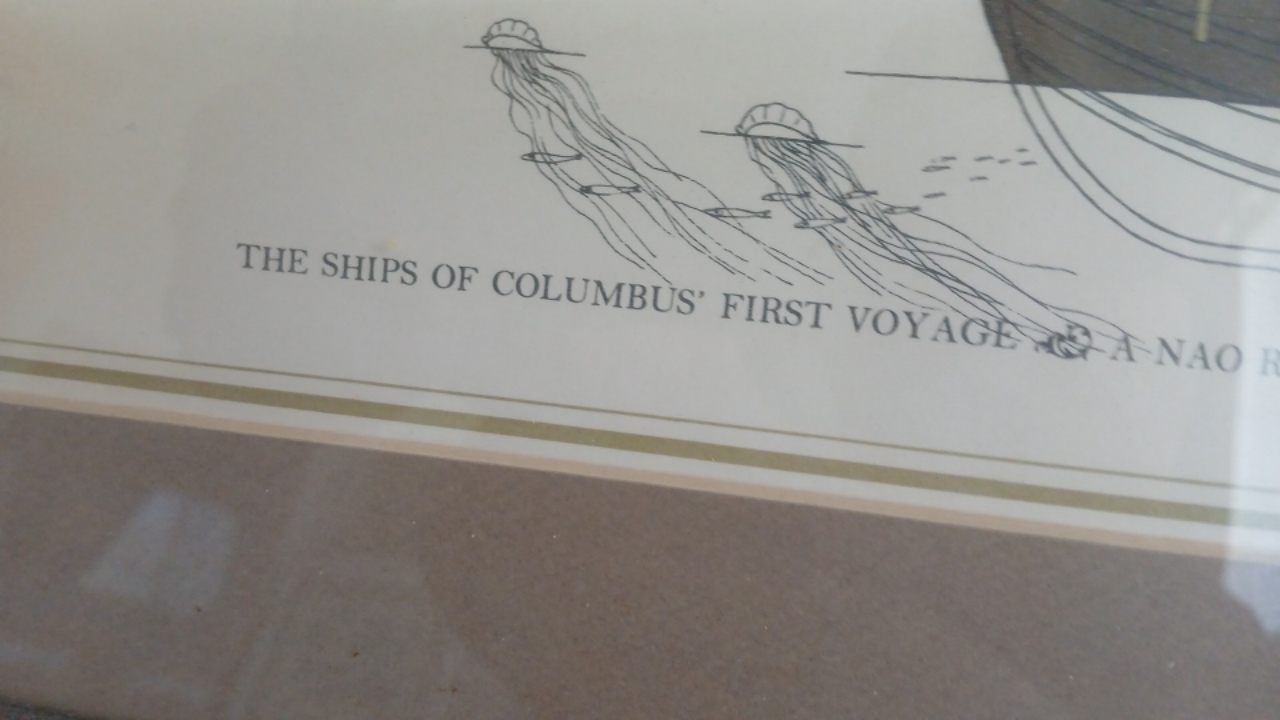 THE SHIPS OF COLUMBUS' FIRST VOYAGE A NAO